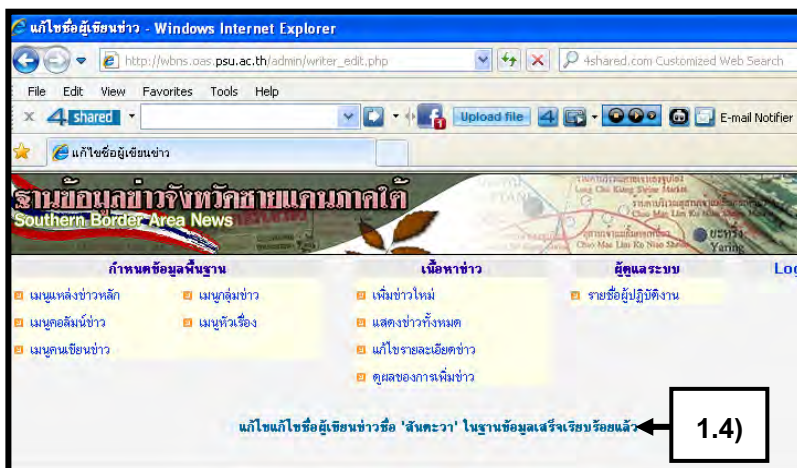 แก้ไขชื่อผู้เขียนข่าว - Windows Internet Explorer
http://wbns.oas.psu.ac.th/admin/writer_edit.php
4shared.com Customized Web Search
File Edit View Favorites Tools Help
x 4 shared
1 Upload file 4 E-mail Notifier
แก้ไขชื่อผู้เขียนข่าว
ฐานข้อมูลข่าวจังหวัดชายแดนภาคใต้
Southern Border Area News
Yaring
กำหนดข้อมูลพื้นฐาน เนื้อหาข่าว ผู้ดูแลระบบ Log
เมนูแหล่งข่าวหลัก เมนูกลุ่มข่าว เพิ่มข่าวใหม่ รายชื่อผู้ปฏิบัติงาน
เมนูคอลัมน์ข่าว เมนูหัวเรื่อง แสดงข่าวทั้งหมด
เมนูคนเขียนข่าว แก้ไขรายละเอียดข่าว
ดูผลของการเพิ่มข่าว
แก้ไขแก้ไขชื่อผู้เขียนข่าวชื่อ 'สันตะวา' ในฐานข้อมูลเสร็จเรียบร้อยแล้ว
1.4)